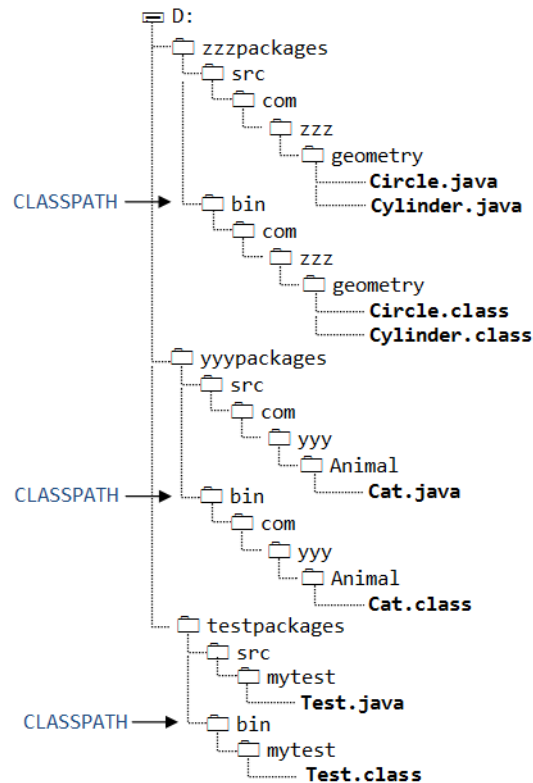 D:
zzzpackages
src
com
zzz
geometry
Circle.java
Cylinder.java
CLASSPATH
bin
com
zzz
geometry
Circle.class
Cylinder.class
yyypackages
src
com
yyy
Animal
Cat.java
CLASSPATH
bin
com
yyy
Animal
Cat.class
testpackages
src
mytest
Test.java
CLASSPATH
bin
mytest
Test.class